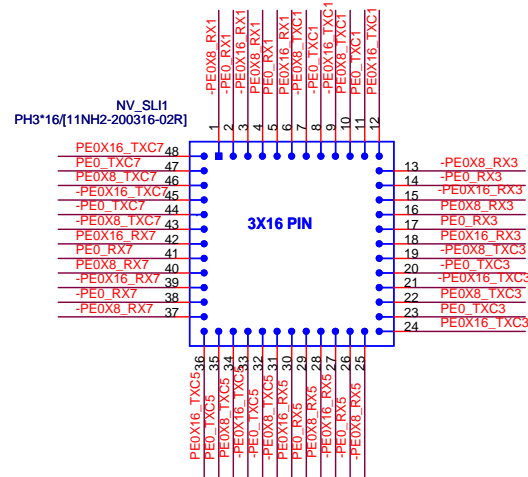 -PE0X8_RX1 1
-PE0_RX1 2
-PE0X16_RX1 3
PE0X8_RX1 4
PE0_RX1 5
PE0X16_RX1 6
-PE0X8_TXC1 7
-PE0_TXC1 8
-PE0X16_TXC1 9
PE0X8_TXC1 10
PE0_TXC1 11
PE0X16_TXC1 12
NV_SLI1
PH3*16/[11NH2-200316-02R]
PE0X16_TXC7 48
PE0_TXC7 47
PE0X8_TXC7 46
-PE0X16_TXC7 45
-PE0_TXC7 44
-PE0X8_TXC7 43
PE0X16_RX7 42
PE0_RX7 41
PE0X8_RX7 40
-PE0X16_RX7 39
-PE0_RX7 38
-PE0X8_RX7 37
3X16 PIN
13 -PE0X8_RX3
14 -PE0_RX3
15 -PE0X16_RX3
16 PE0X8_RX3
17 PE0_RX3
18 PE0X16_RX3
19 -PE0X8_TXC3
20 -PE0_TXC3
21 -PE0X16_TXC3
22 PE0X8_TXC3
23 PE0_TXC3
24 PE0X16_TXC3
PE0X16_TXC5 36
PE0_TXC5 35
PE0X8_TXC5 34
-PE0X16_TXC5 33
-PE0_TXC5 32
-PE0X8_TXC5 31
PE0X16_RX5 30
PE0_RX5 29
PE0X8_RX5 28
-PE0X16_RX5 27
-PE0_RX5 26
-PE0X8_RX5 25